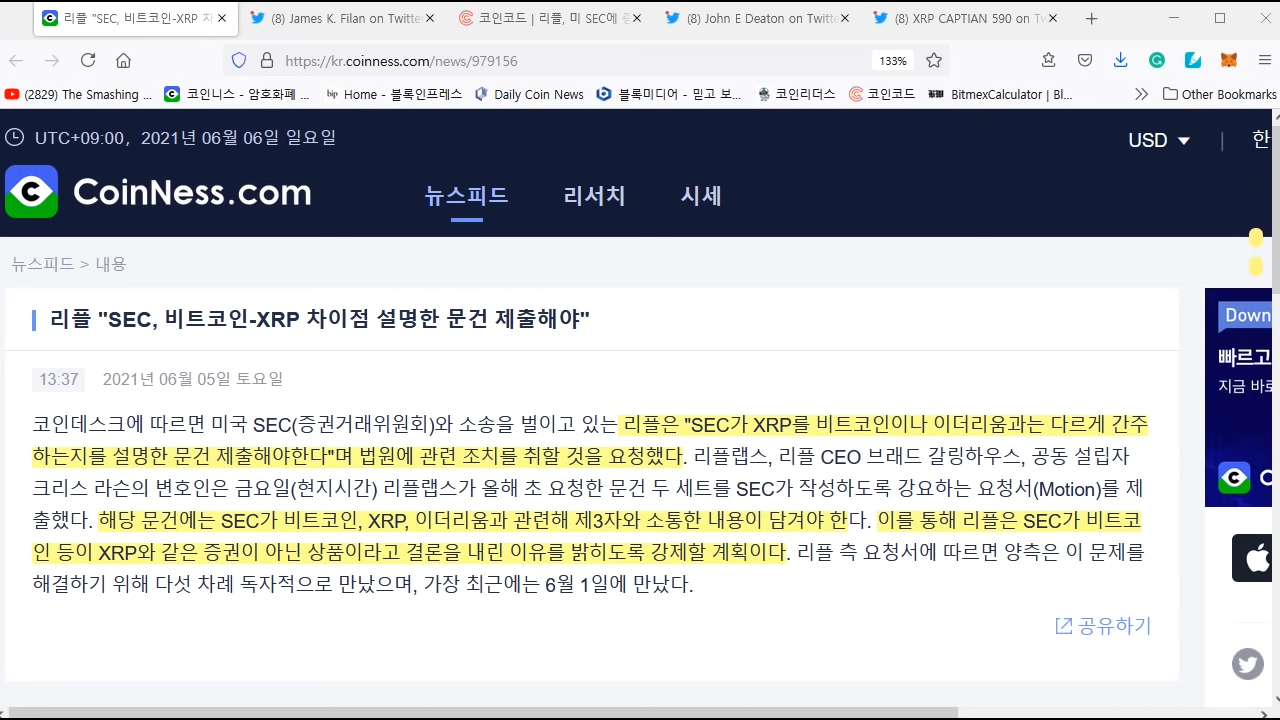 리플 "SEC, 비트코인-XRP 차
(8) James K. Filan on Twitte
코인코드 | 리플, 미 SEC에
(8) John E Deaton on Twitte
(8) XRP CAPTIAN 590 on Tw
https://kr.coinness.com/news/979156
133%
(2829) The Smashing ...
코인니스 - 암호화폐 ...
bip Home - 블록인프레스
Daily Coin News
블록미디어 - 믿고 보...
코인리더스
코인코드
BitmexCalculator | Bl...
Other Bookmarks
UTC+09:00, 2021년 06월 06일 일요일
USD
한
CoinNess.com
뉴스피드
리서치
시세
뉴스피드 > 내용
리플 "SEC, 비트코인-XRP 차이점 설명한 문건 제출해야"
13:37 2021년 06월 05일 토요일
코인데스크에 따르면 미국 SEC(증권거래위원회)와 소송을 벌이고 있는 리플은 "SEC가 XRP를 비트코인이나 이더리움과는 다르게 간주
하는지를 설명한 문건 제출해야한다"며 법원에 관련 조치를 취할 것을 요청했다. 리플랩스, 리플 CEO 브래드 갈링하우스, 공동 설립자
크리스 라슨의 변호인은 금요일(현지시간) 리플랩스가 올해 초 요청한 문건 두 세트를 SEC가 작성하도록 강요하는 요청서(Motion)를 제
출했다. 해당 문건에는 SEC가 비트코인, XRP, 이더리움과 관련해 제3자와 소통한 내용이 담겨야 한다. 이를 통해 리플은 SEC가 비트코
인 등이 XRP와 같은 증권이 아닌 상품이라고 결론을 내린 이유를 밝히도록 강제할 계획이다. 리플 측 요청서에 따르면 양측은 이 문제를
해결하기 위해 다섯 차례 독자적으로 만났으며, 가장 최근에는 6월 1일에 만났다.
공유하기
Down
빠르고
지금 바로
C